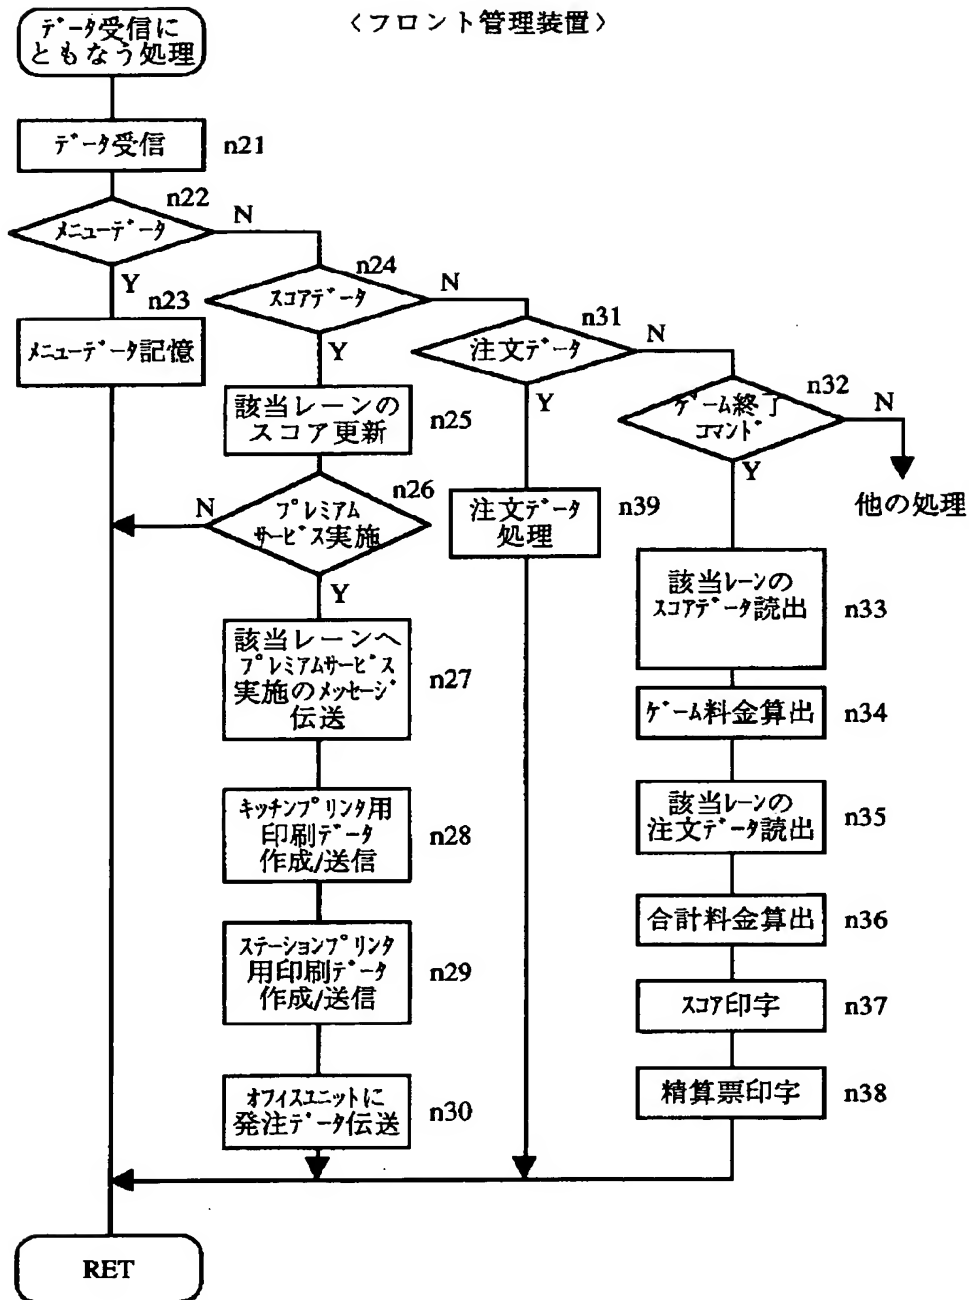 〈フロント管理装置〉
データ受信に
ともなう処理
データ受信
n21
n22
メニューデータ
N
Y
n23
メニューデータ記憶
n24
スコアデータ
N
Y
該当レーンの
スコア更新
n25
n26
プレミアム
サービス実施
N
Y
該当レーンへ
プレミアムサービス
実施のメッセージ
伝送
n27
キッチンプリンタ用
印刷データ
作成/送信
n28
ステーションプリンタ
用印刷データ
作成/送信
n29
オフィスユニットに
発注データ伝送
n30
n31
注文データ
N
Y
注文データ
処理
n39
n32
ゲーム終了
コマンド
N
Y
他の処理
該当レーンの
スコアデータ読出
n33
ゲーム料金算出
n34
該当レーンの
注文データ読出
n35
合計料金算出
n36
スコア印字
n37
精算票印字
n38
RET